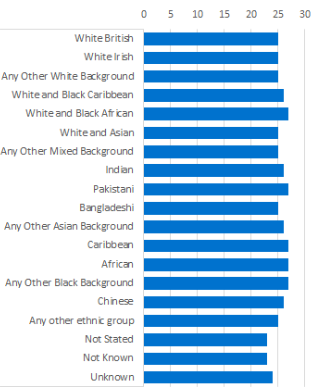 0 5 10 15 20 25 30
White British
White Irish
Any Other White Background
White and Black Caribbean
White and Black African
White and Asian
Any Other Mixed Background
Indian
Pakistani
Bangladeshi
Any Other Asian Background
Caribbean
African
Any Other Black Background
Chinese
Any other ethnic group
Not Stated
Not Known
Unknown